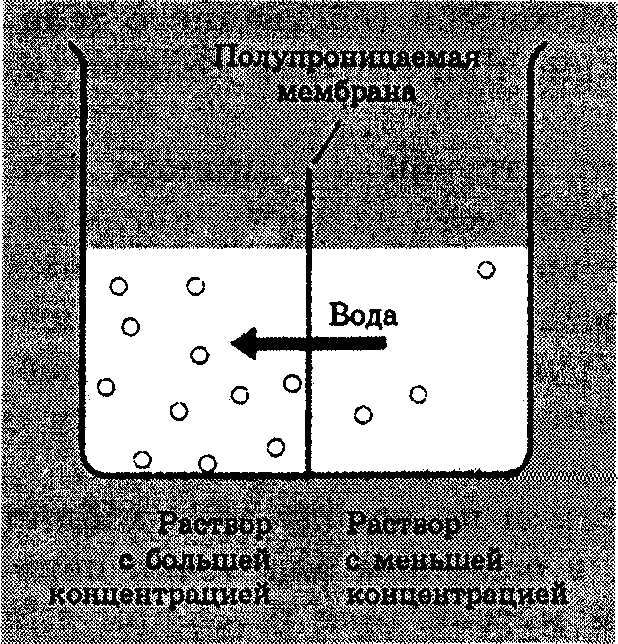 Полупроницаемая
мембрана
Вода
Раствор
с большей
концентрацией
Раствор
с меньшей
концентрацией